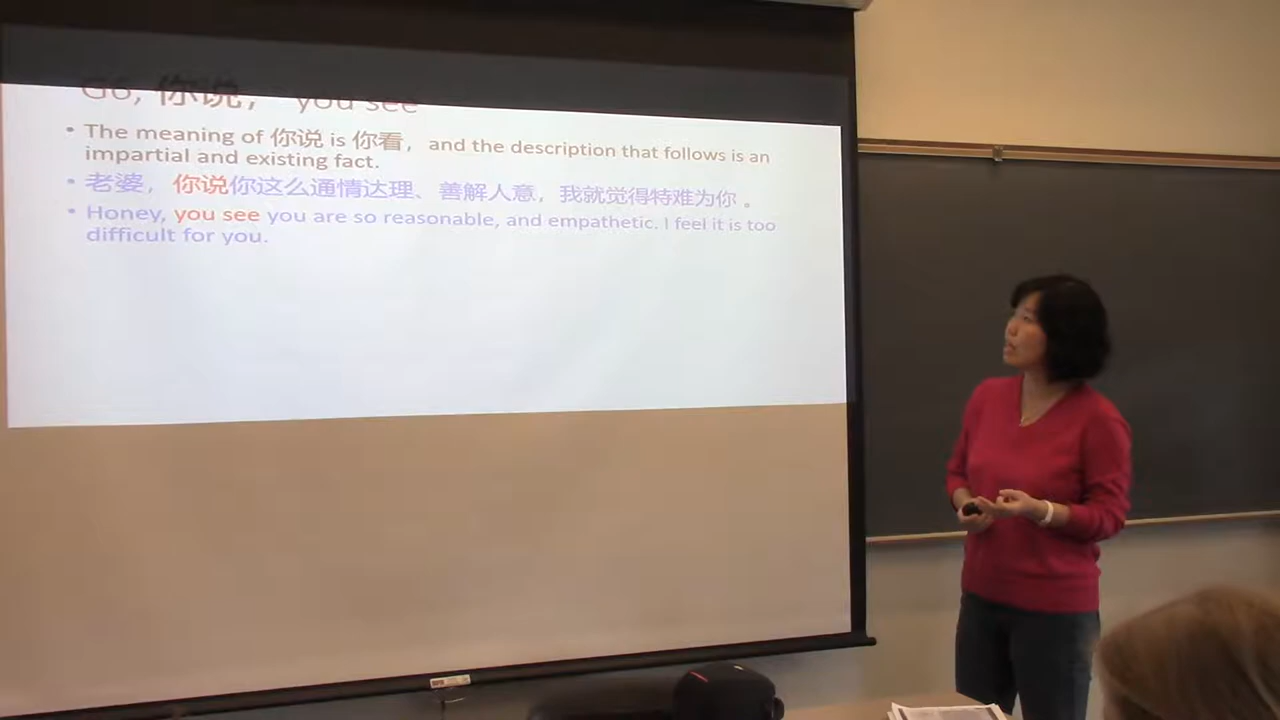 Go, 你说， you see
• The meaning of 你说 is 你看，and the description that follows is an
impartial and existing fact.
• 老婆，你说你这么通情达理、善解人意，我就觉得特难为你 。
• Honey, you see you are so reasonable, and empathetic. I feel it is too
difficult for you.